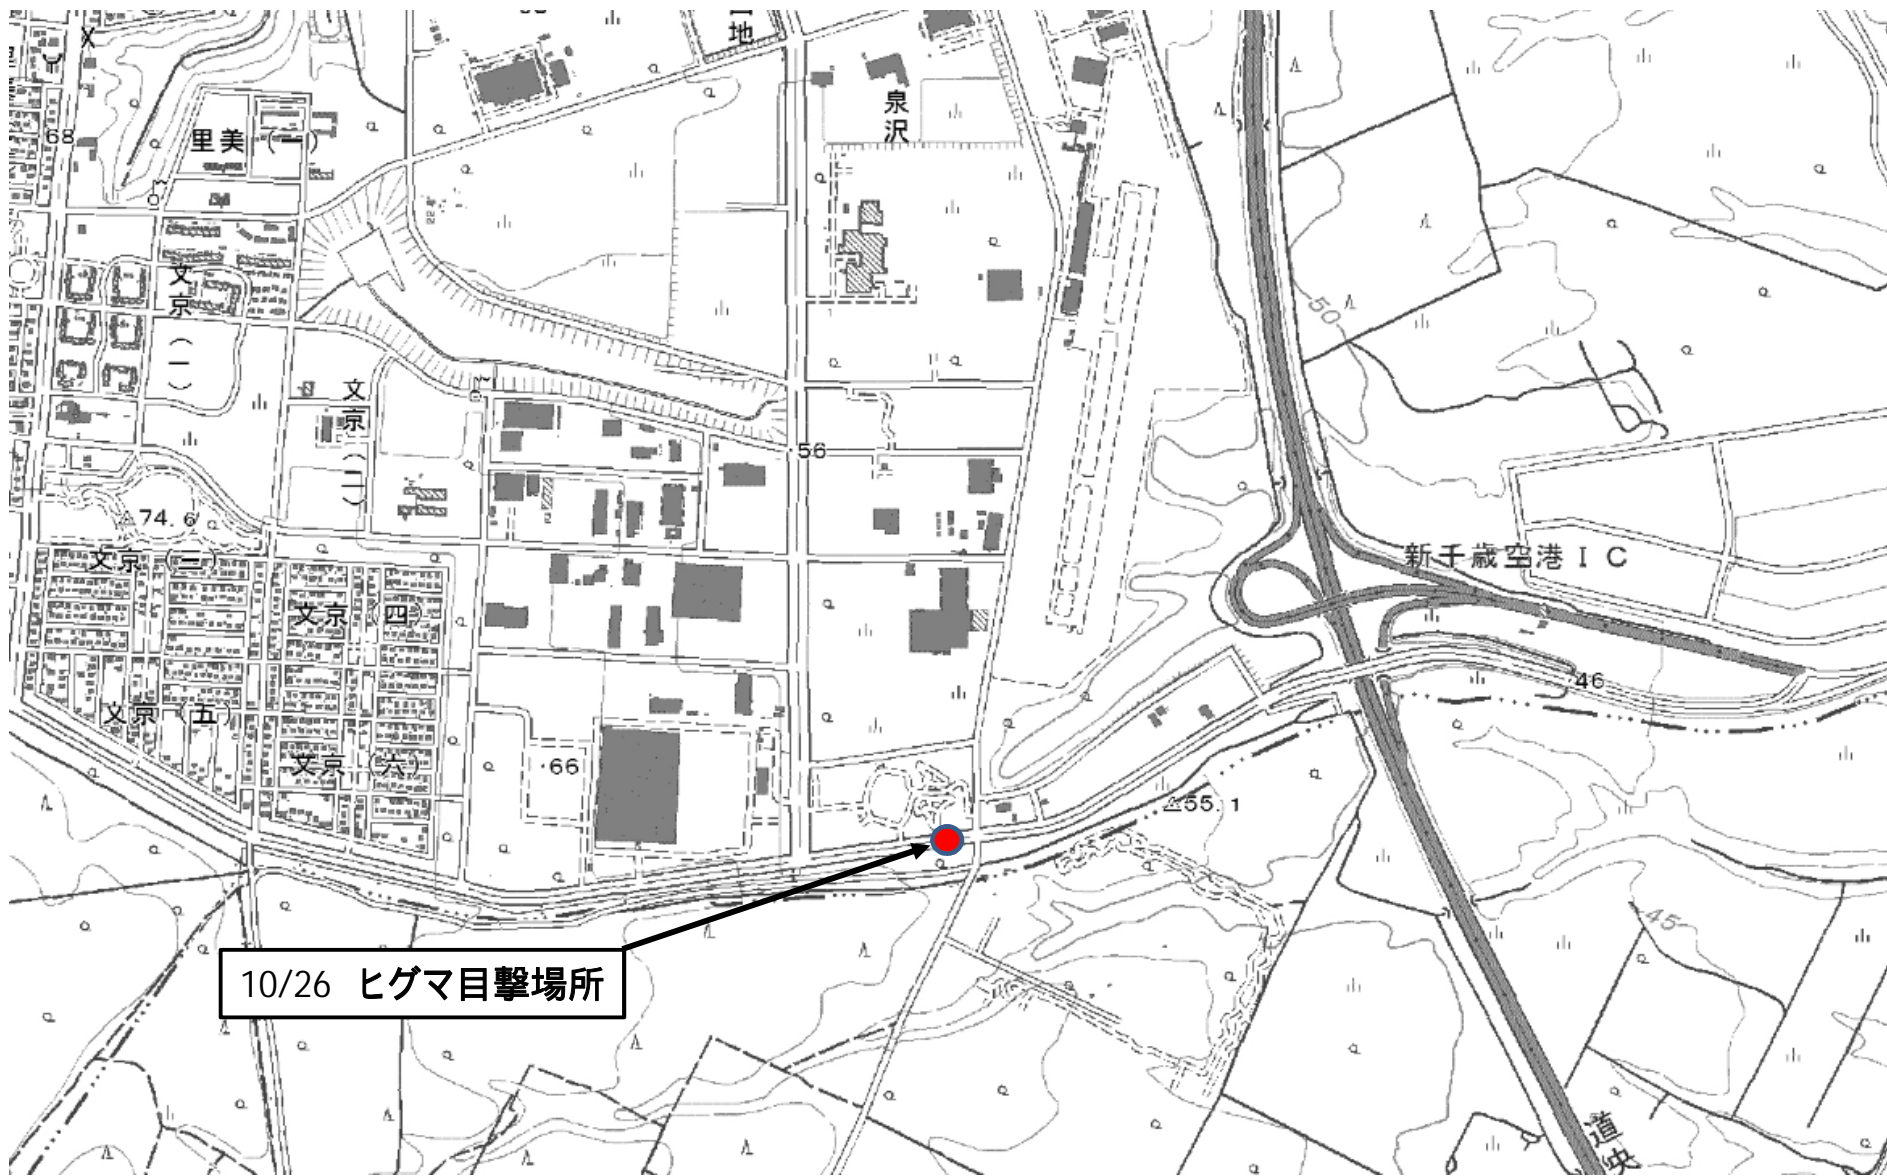 地
泉沢
68
里美（一）
文京（一）
50
文京（二）
56
74.6
新千歳空港ＩＣ
文京（三）
文京（四）
46
文京（五）
文京（六）
66
55.1
45
10/26 ヒグマ目撃場所
道央